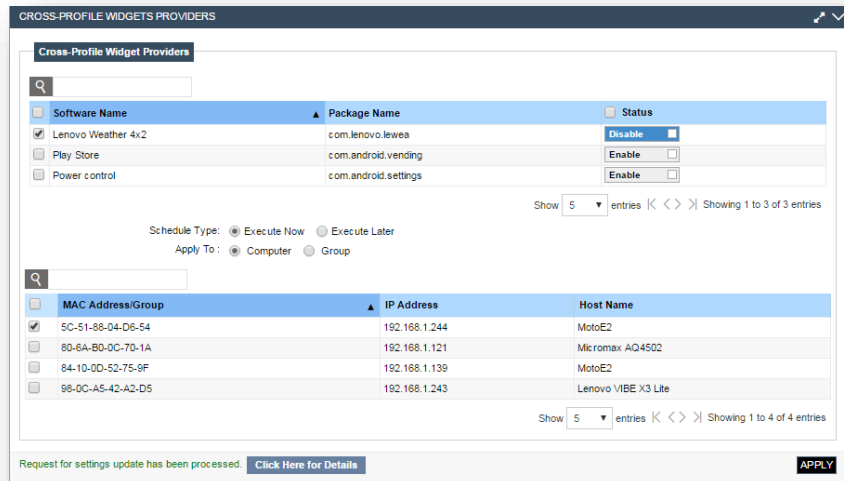 CROSS-PROFILE WIDGETS PROVIDERS
Cross-Profile Widget Providers
Software Name Package Name Status
Lenovo Weather 4x2 com.lenovo.lewea Disable
Play Store com.android.vending Enable
Power control com.android.settings Enable
Show 5 entries Showing 1 to 3 of 3 entries
Schedule Type: Execute Now Execute Later
Apply To : Computer Group
MAC Address/Group IP Address Host Name
5C-51-88-04-D6-54 192.168.1.244 MotoE2
80-6A-B0-0C-70-1A 192.168.1.121 Micromax AQ4502
84-10-0D-52-75-9F 192.168.1.139 MotoE2
98-0C-A5-42-A2-D5 192.168.1.243 Lenovo VIBE X3 Lite
Show 5 entries Showing 1 to 4 of 4 entries
Request for settings update has been processed. Click Here for Details APPLY